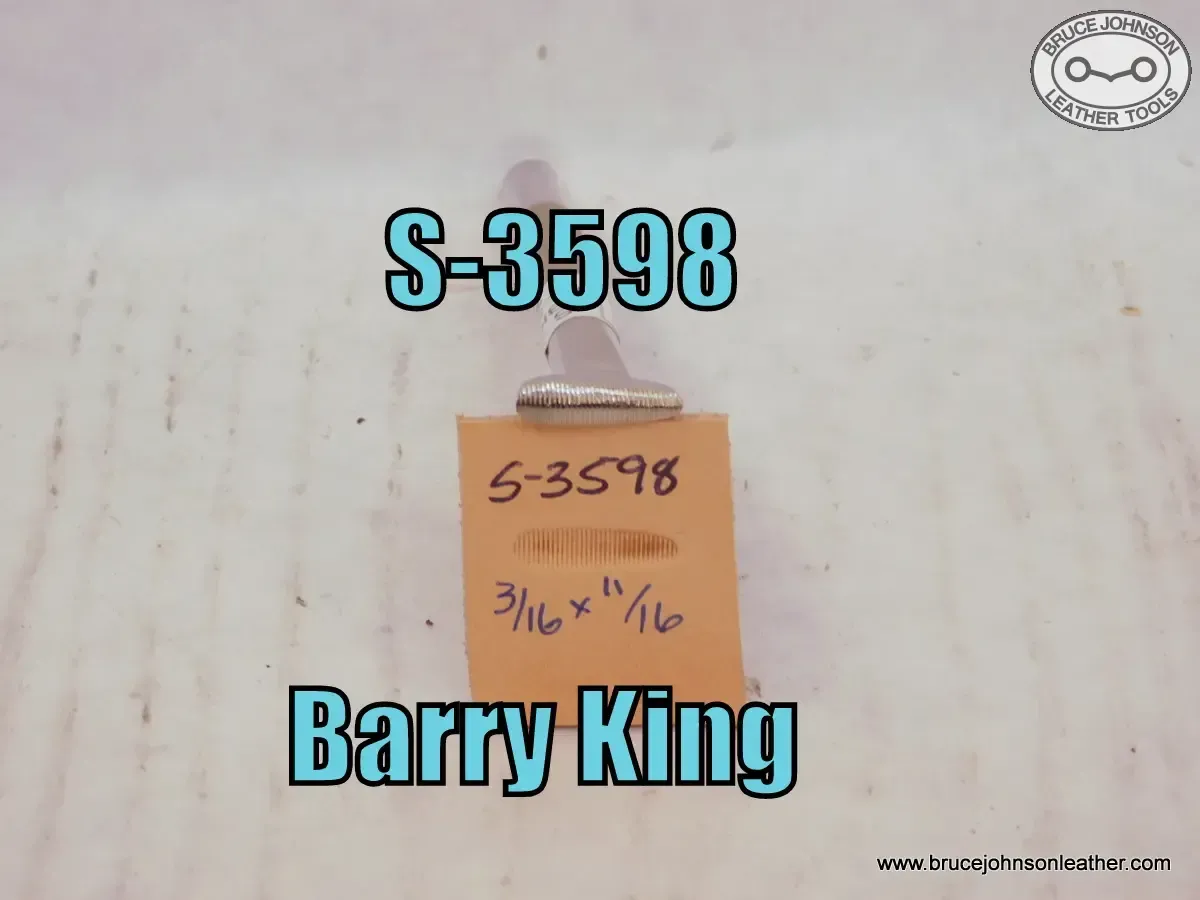 BRUCE JOHNSON
LEATHER TOOLS
S-3598
S-3598
3/16 x 11/16
Barry King
www.brucejohnsonleather.com